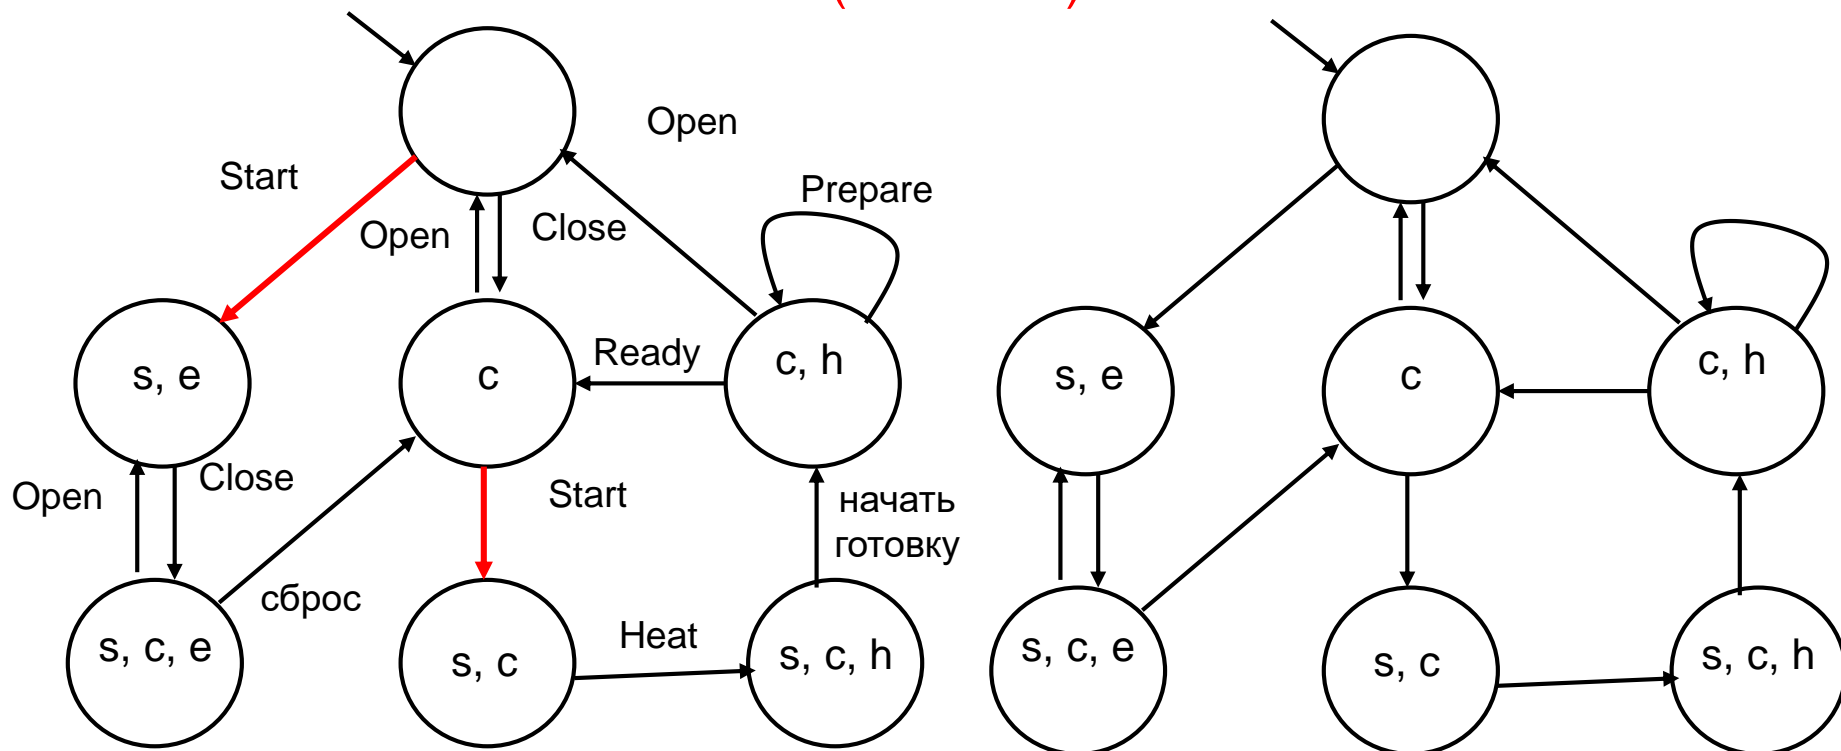 Open
Start
Prepare
Open
Close
s, e
c
Ready
c, h
Open
Close
Start
начать
готовку
сброс
s, c, e
s, c
Heat
s, c, h
s, e
c
c, h
s, c, e
s, c
s, c, h